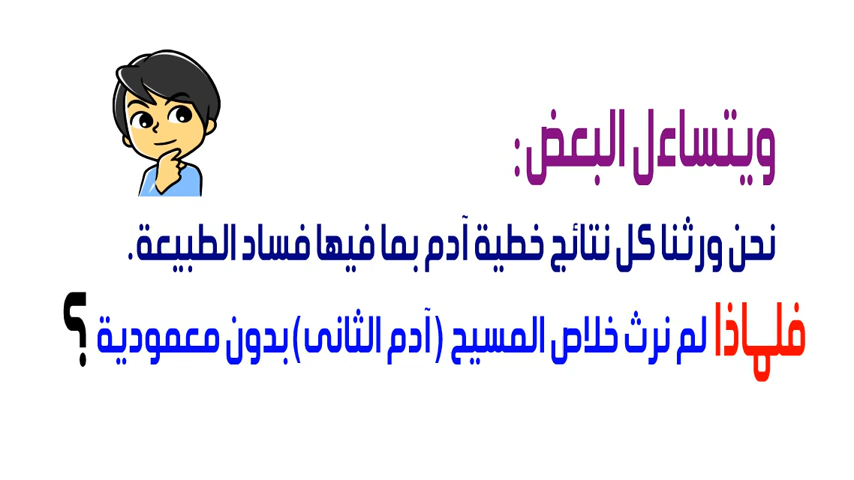 ويتساءل البعض:
نحن ورثنا كل نتائج خطية آدم بما فيها فساد الطبيعة.
فلماذا لم نرث خلاص المسيح (آدم الثانى) بدون معمودية ؟